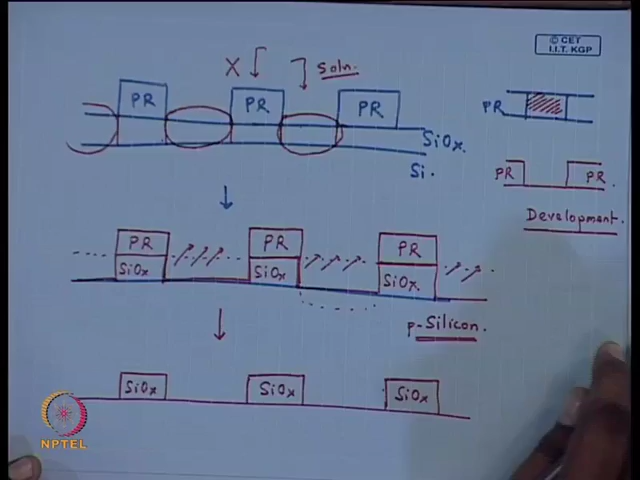 © CET
I.I.T. KGP
X Soln.
PR PR PR
SiOx.
Si.
PR
PR PR.
Development.
PR PR PR
SiOx SiOx SiOx.
p-Silicon.
SiOx SiOx SiOx
NPTEL